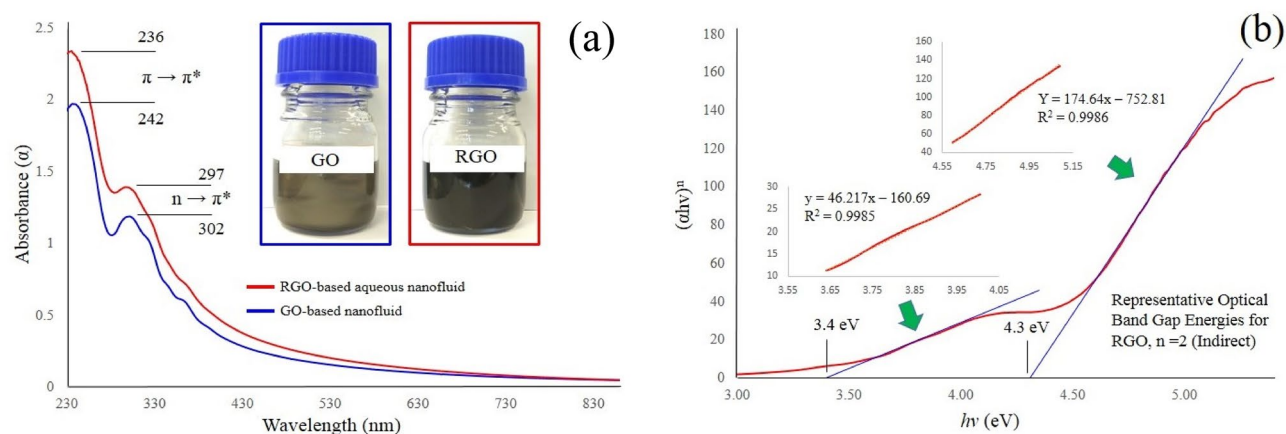 (a)
2.5
2
1.5
1
0.5
0
Absorbance (α)
236
π → π*
242
297
n → π*
302
GO
RGO
RGO-based aqueous nanofluid
GO-based nanofluid
230
330
430
530
630
730
830
Wavelength (nm)
(b)
180
160
140
120
100
80
60
40
20
0
(αhν)ⁿ
160
140
120
100
80
60
40
Y = 174.64x – 752.81
R² = 0.9986
4.55
4.75
4.95
5.15
30
25
20
15
10
y = 46.217x – 160.69
R² = 0.9985
3.55
3.65
3.75
3.85
3.95
4.05
3.4 eV
4.3 eV
Representative Optical
Band Gap Energies for
RGO, n =2 (Indirect)
3.00
3.50
4.00
4.50
5.00
hν (eV)